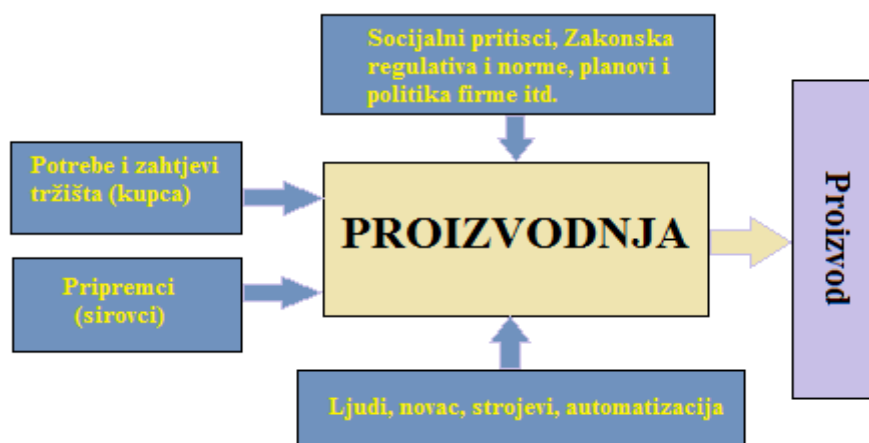 Socijalni pritisci, Zakonska
regulativa i norme, planovi i
politika firme itd.
Potrebe i zahtjevi
tržišta (kupca)
PROIZVODNJA
Proizvod
Pripremci
(sirovci)
Ljudi, novac, strojevi, automatizacija